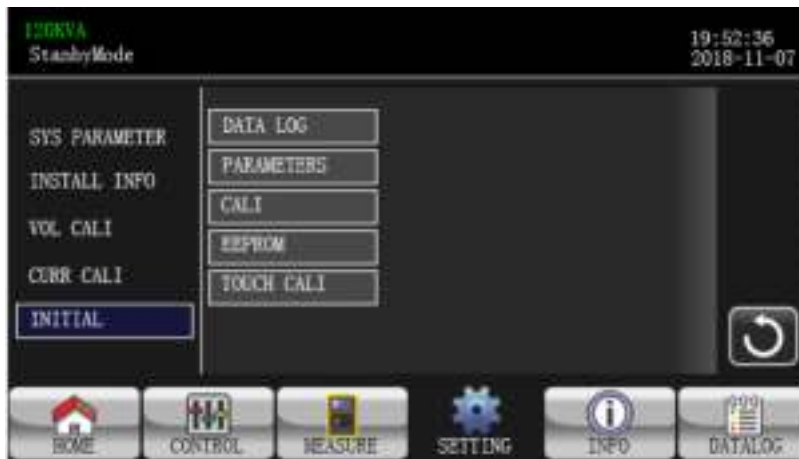 120KVA
StanbyMode
19:52:36
2018-11-07
SYS PARAMETER
INSTALL INFO
VOL CALI
CURR CALI
INITIAL
DATA LOG
PARAMETERS
CALI
EEPROM
TOUCH CALI
HOME
CONTROL
MEASURE
SETTING
INFO
DATALOG